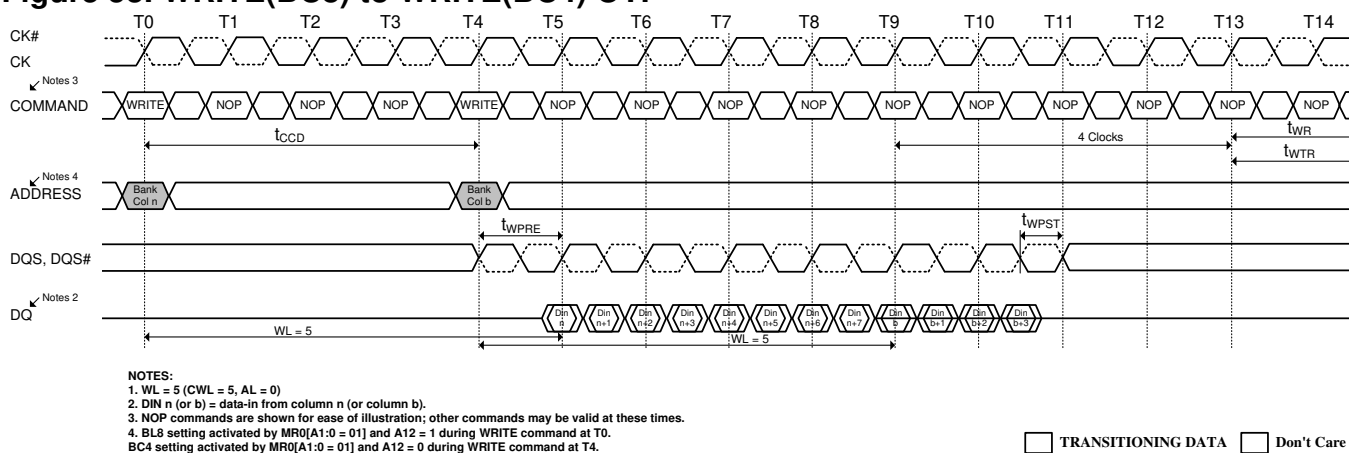 Figure 85: WRITE(BC8) to WRITE(BC4) OTF
T0 T1 T2 T3 T4 T5 T6 T7 T8 T9 T10 T11 T12 T13 T14
CK#
CK
Notes 3
COMMAND WRITE NOP NOP NOP WRITE NOP NOP NOP NOP NOP NOP NOP NOP NOP NOP
tCCD 4 Clocks tWR
tWTR
Notes 4
ADDRESS
Bank Bank
Col n Col b
tWPRE tWPST
DQS, DQS#
Notes 2
DQ
Din Din Din Din Din Din Din Din Din Din Din Din
n n+1 n+2 n+3 n+4 n+5 n+6 n+7 b b+1 b+2 b+3
WL = 5 WL = 5
NOTES:
1. WL = 5 (CWL = 5, AL = 0)
2. DIN n (or b) = data-in from column n (or column b).
3. NOP commands are shown for ease of illustration; other commands may be valid at these times.
4. BL8 setting activated by MR0[A1:0 = 01] and A12 = 1 during WRITE command at T0.
BC4 setting activated by MR0[A1:0 = 01] and A12 = 0 during WRITE command at T4.
TRANSITIONING DATA Don't Care